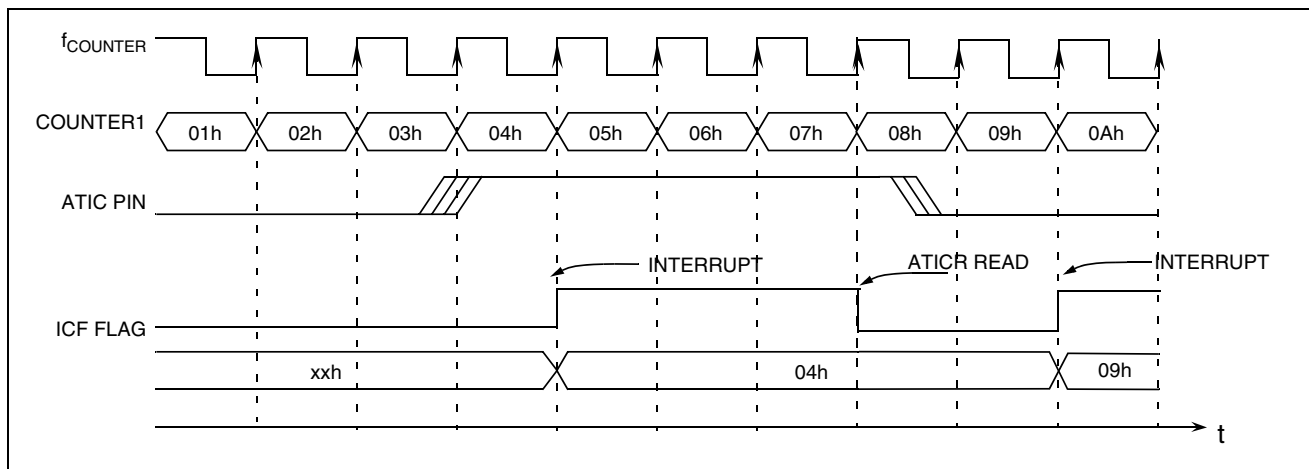 fCOUNTER
COUNTER1 01h 02h 03h 04h 05h 06h 07h 08h 09h 0Ah
ATIC PIN
INTERRUPT ATICR READ INTERRUPT
ICF FLAG
xxh 04h 09h
t